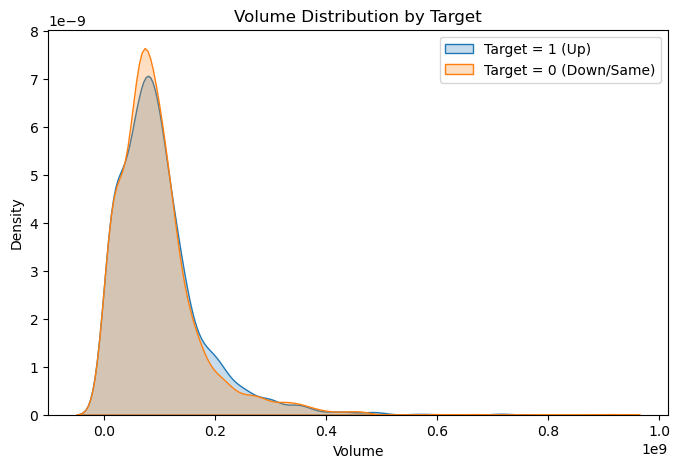 Volume Distribution by Target
1e−9
8
7
6
5
4
3
2
1
0
Density
Target = 1 (Up)
Target = 0 (Down/Same)
0.0 0.2 0.4 0.6 0.8 1.0
1e9
Volume